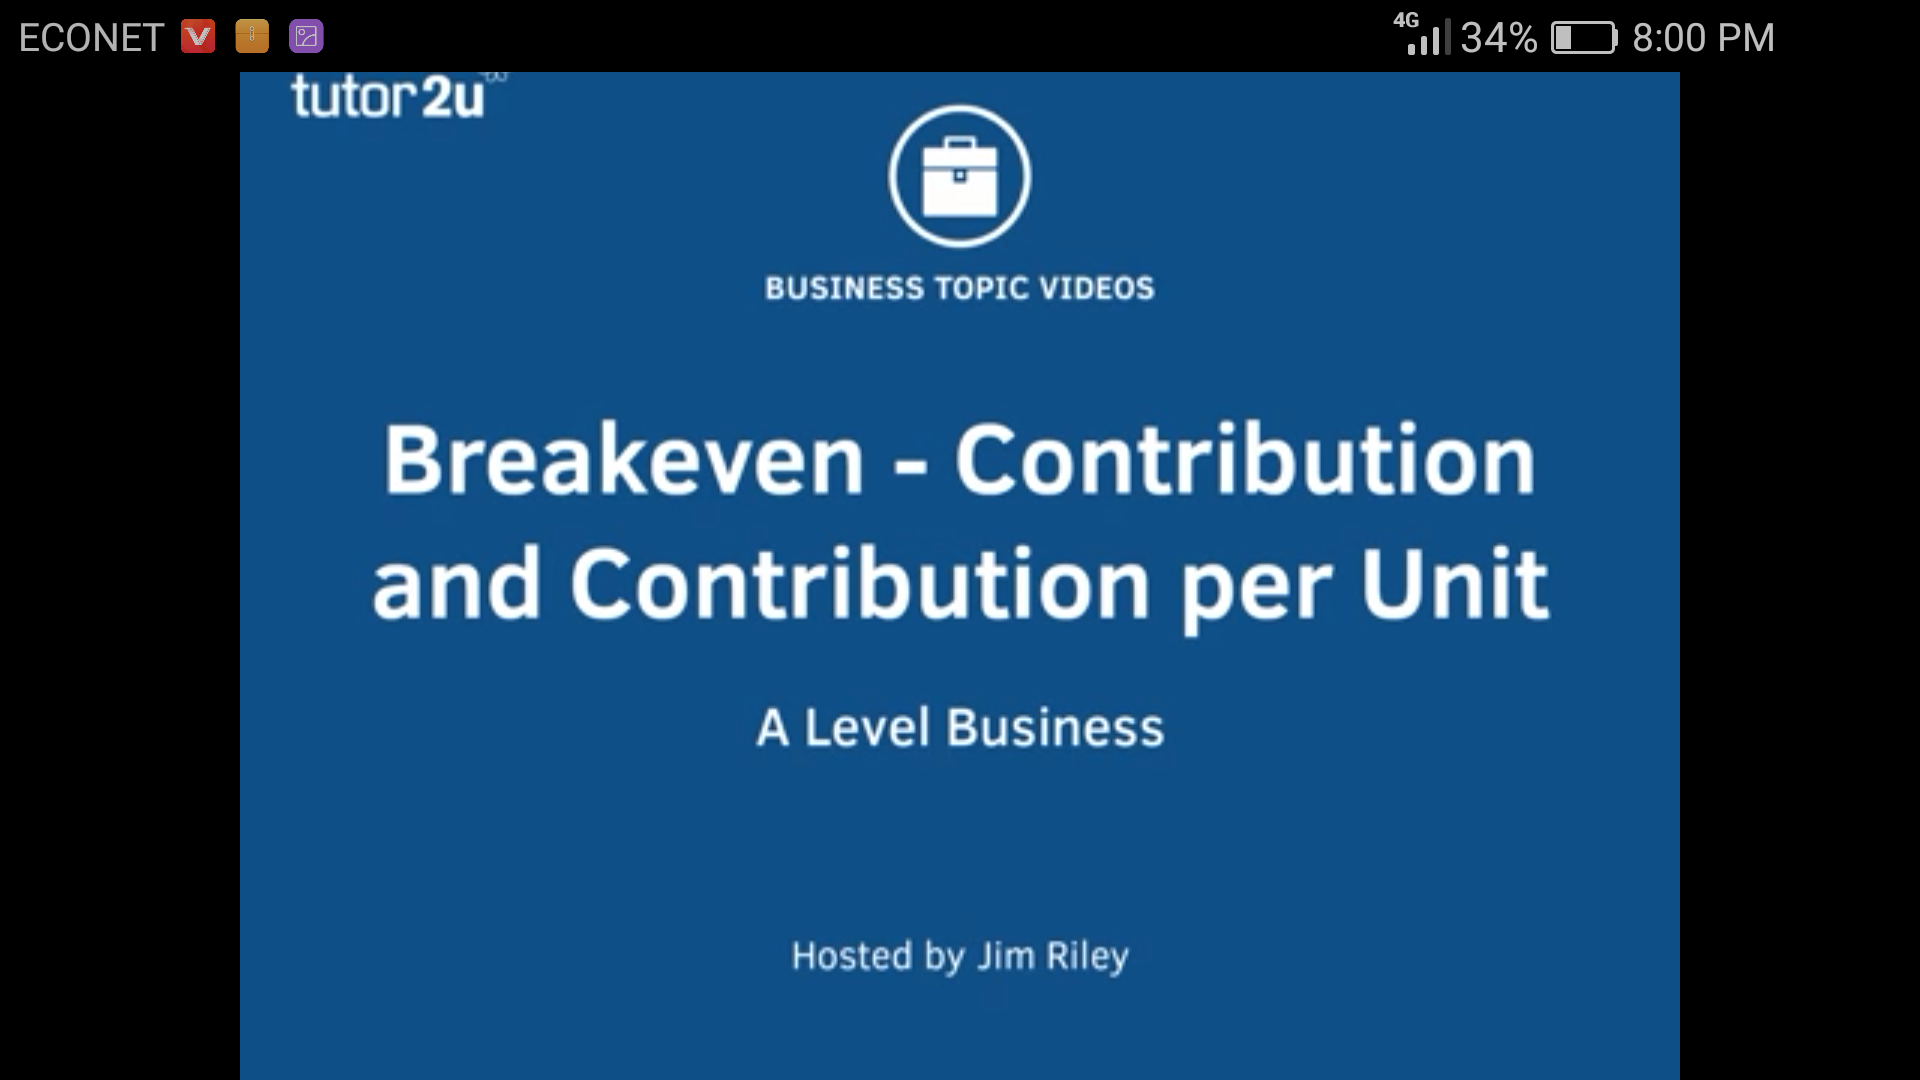 ECONET 4G 34% 8:00 PM
tutor2u
BUSINESS TOPIC VIDEOS
Breakeven - Contribution
and Contribution per Unit
A Level Business
Hosted by Jim Riley